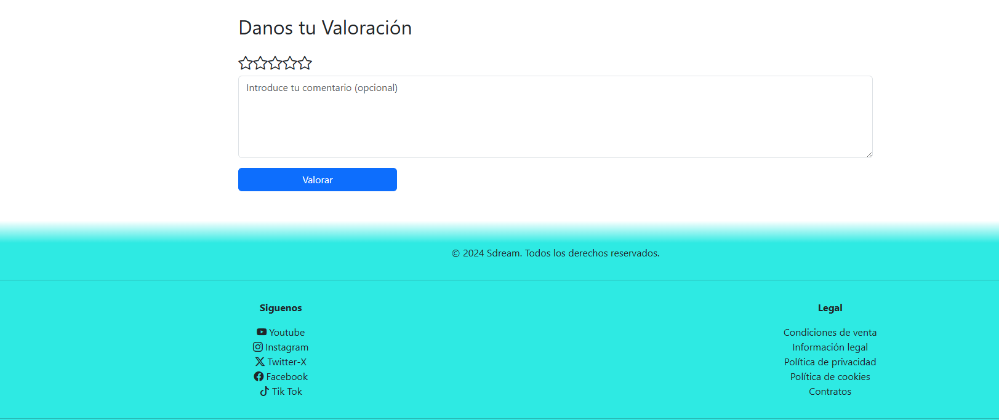 Danos tu Valoración
Introduce tu comentario (opcional)
Valorar
© 2024 Sdream. Todos los derechos reservados.
Siguenos
Youtube
Instagram
Twitter-X
Facebook
Tik Tok
Legal
Condiciones de venta
Información legal
Política de privacidad
Política de cookies
Contratos